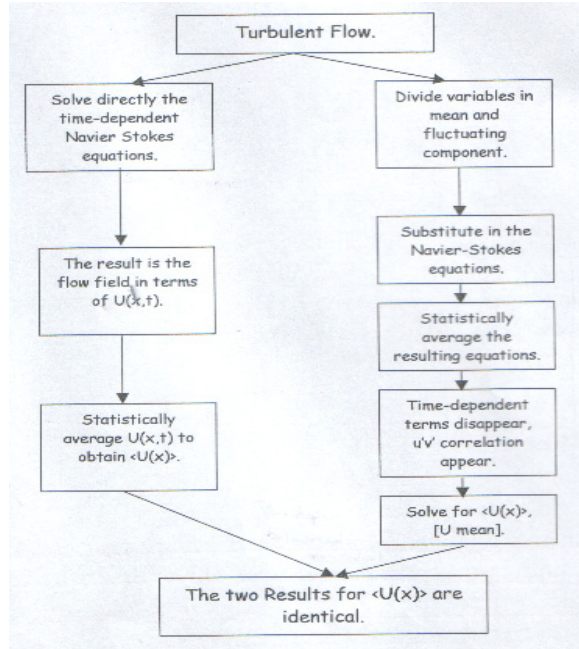 Turbulent Flow.
Solve directly the
time-dependent
Navier Stokes
equations.
The result is the
flow field in terms
of U(x,t).
Statistically
average U(x,t) to
obtain <U(x)>.
Divide variables in
mean and
fluctuating
component.
Substitute in the
Navier-Stokes
equations.
Statistically
average the
resulting equations.
Time-dependent
terms disappear,
u'v' correlation
appear.
Solve for <U(x)>,
[U mean].
The two Results for <U(x)> are
identical.